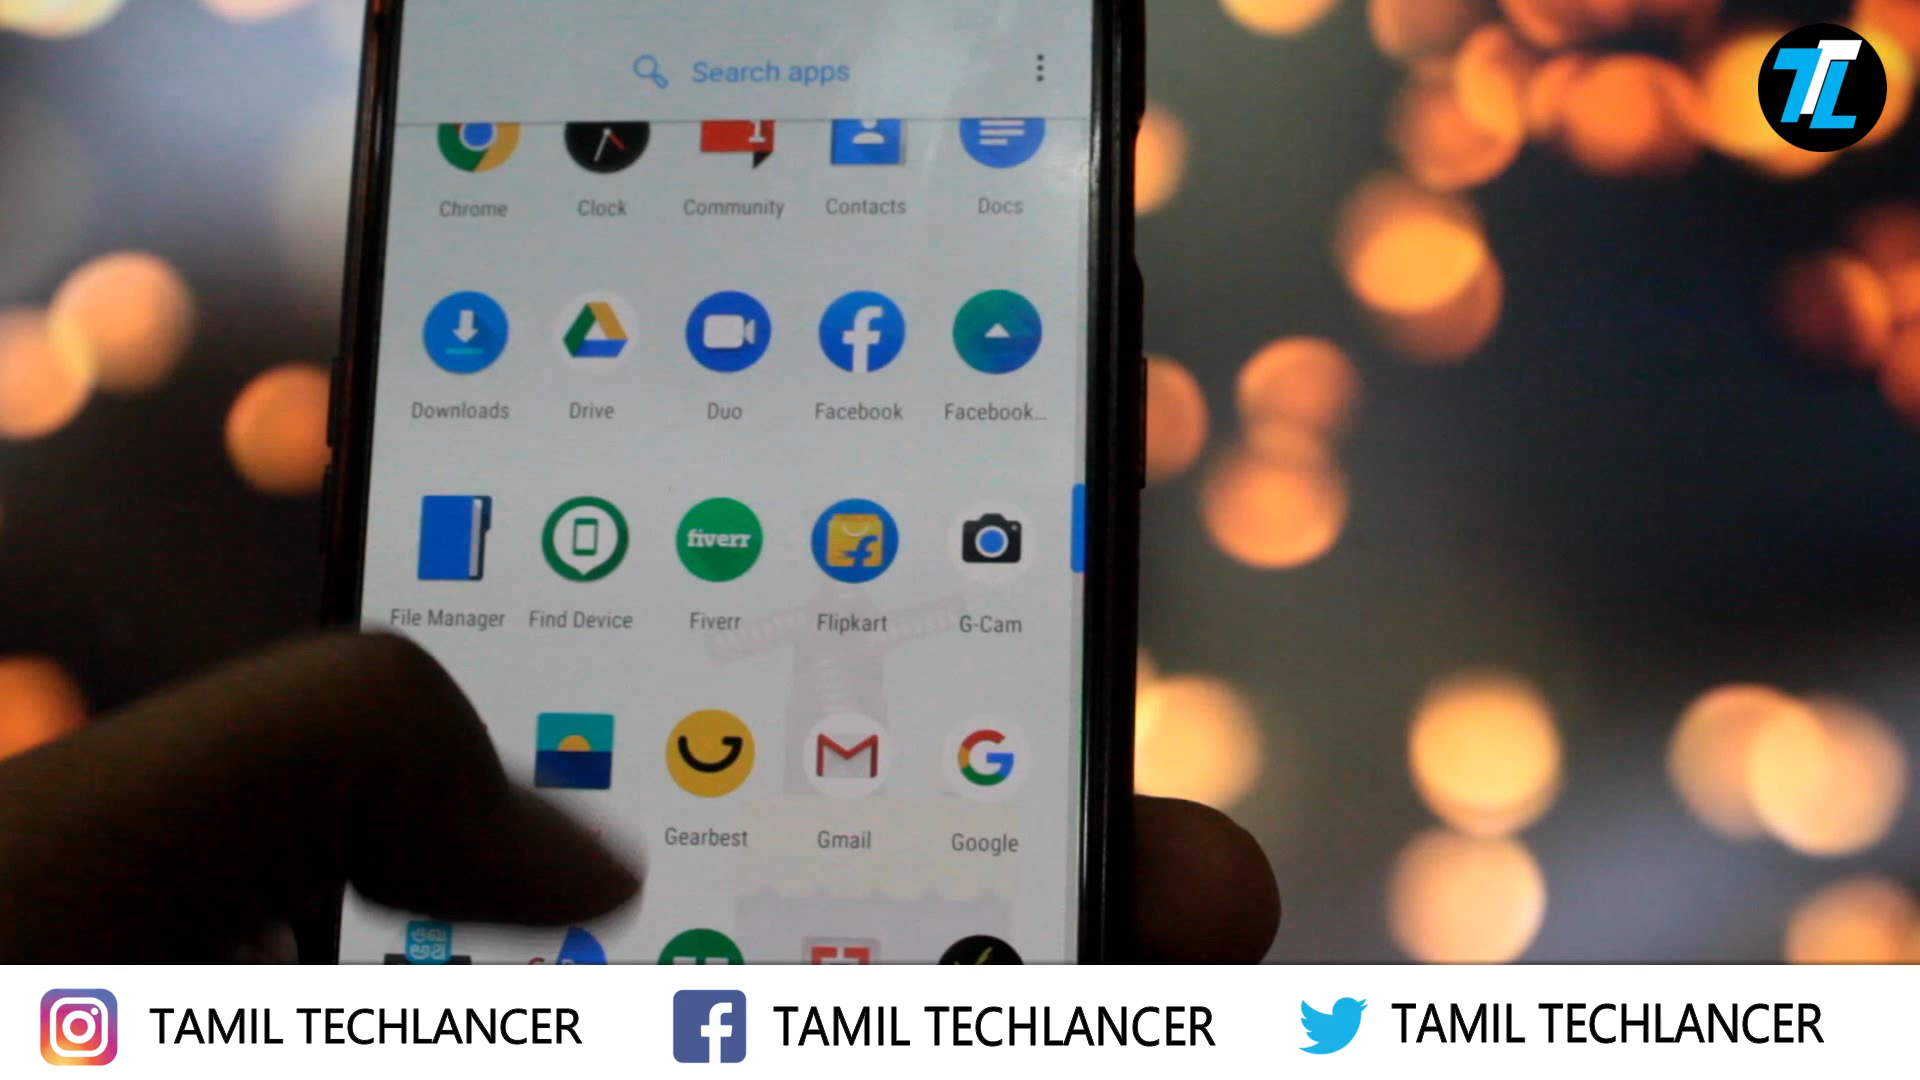 TL
Search apps
Chrome Clock Community Contacts Docs
Downloads Drive Duo Facebook Facebook...
fiverr
File Manager Find Device Fiverr Flipkart G-Cam
Gearbest Gmail Google
TAMIL TECHLANCER TAMIL TECHLANCER TAMIL TECHLANCER